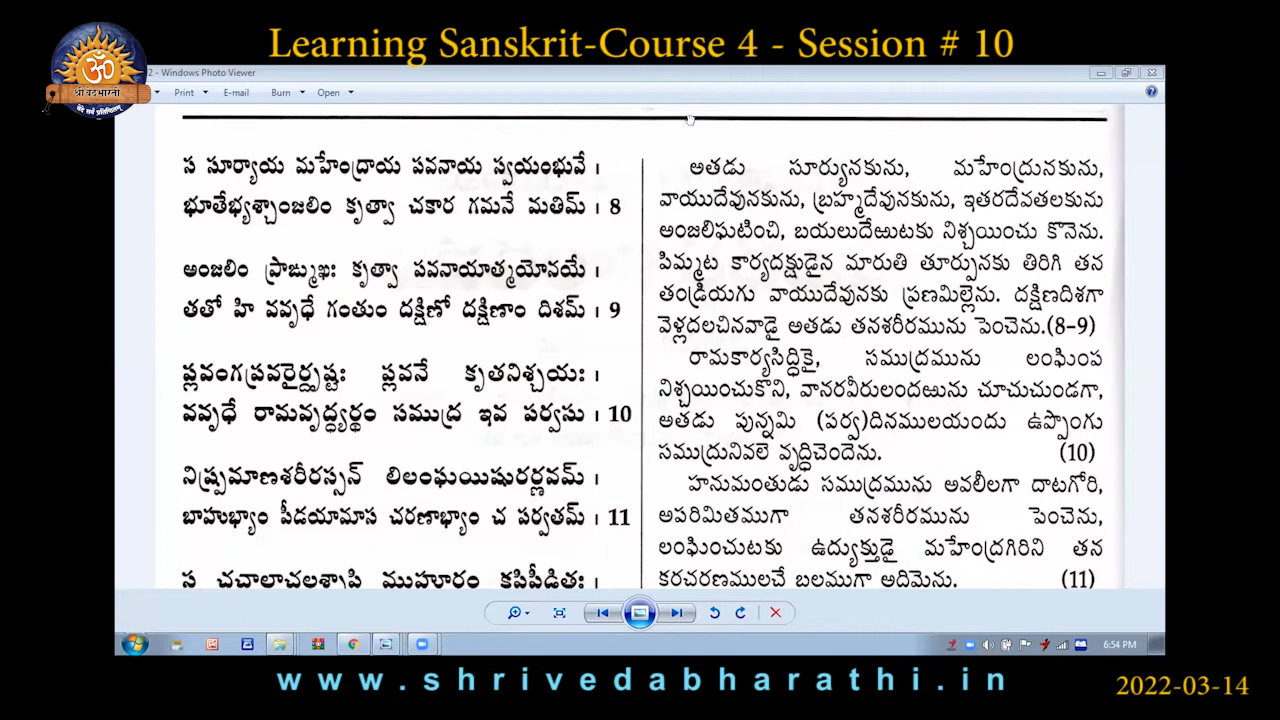 Learning Sanskrit-Course 4 - Session # 10
श्री वेदभारती
2 - Windows Photo Viewer
Print E-mail Burn Open
స సూర్యాయ మహేంద్రాయ పవనాయ స్వయంభువే ।
భూతేభ్యశ్చాంజలిం కృత్వా చకార గమనే మతిమ్ । 8
అంజలిం ప్రాఙ్ముఖః కృత్వా పవనాయాత్మయోనయే
తతో హి వవృధే గంతుం దక్షిణో దక్షిణాం దిశమ్ । 9
ప్లవంగప్రవరైర్దృష్టః ప్లవనే కృతనిశ్చయః ।
వవృధే రామవృద్ధ్యర్థం సముద్ర ఇవ పర్వసు । 10
నిష్ప్రమాణశరీరస్సన్ లిలంఘయిషురర్ణవమ్ ।
బాహుభ్యాం పీడయామాస చరణాభ్యాం చ పర్వతమ్ । 11
స చచాలాచలశ్చాపి ముహూర్తం కపిపీడితః ।
అతడు సూర్యునకును, మహేంద్రునకును,
వాయుదేవునకును, బ్రహ్మదేవునకును, ఇతరదేవతలకును
అంజలిఘటించి, బయలుదేఱుటకు నిశ్చయించు కొనెను.
పిమ్మట కార్యదక్షుడైన మారుతి తూర్పునకు తిరిగి తన
తండ్రియగు వాయుదేవునకు ప్రణమిల్లెను. దక్షిణదిశగా
వెళ్లదలచినవాడై అతడు తనశరీరమును పెంచెను.(8-9)
రామకార్యసిద్ధికై, సముద్రమును లంఘింప
నిశ్చయించుకొని, వానరవీరులందఱును చూచుచుండగా,
అతడు పున్నమి (పర్వ)దినములయందు ఉప్పొంగు
సముద్రునివలె వృద్ధిచెందెను. (10)
హనుమంతుడు సముద్రమును అవలీలగా దాటగోరి,
అపరిమితముగా తనశరీరమును పెంచెను,
లంఘించుటకు ఉద్యుక్తుడై మహేంద్రగిరిని తన
కరచరణములచే బలముగా అదిమెను. (11)
6:54 PM
www.shrivedabharathi.in
2022-03-14